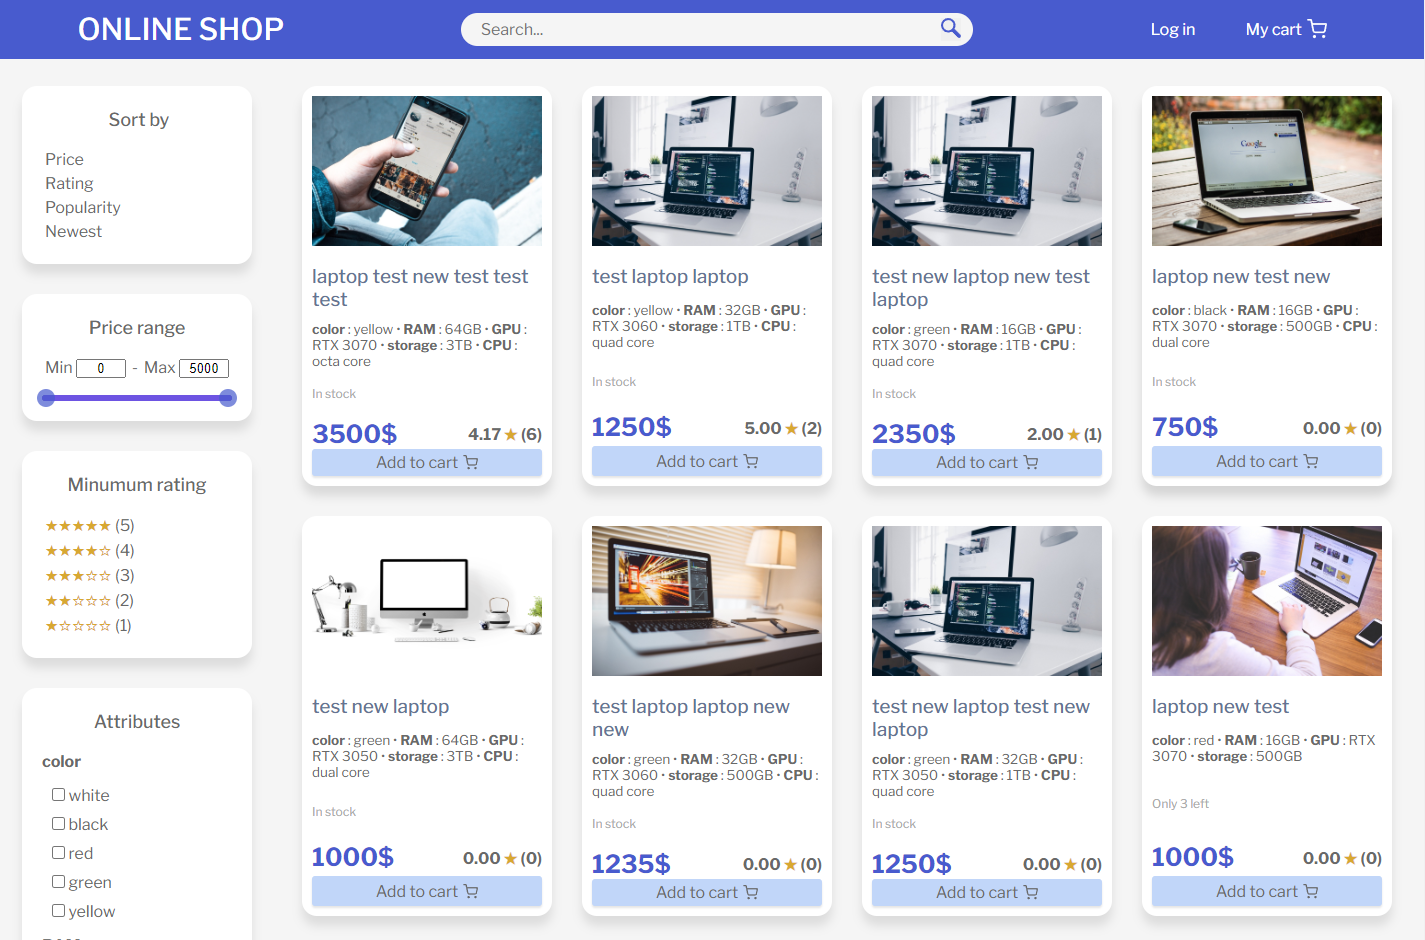 ONLINE SHOP
Search...
Log in
My cart
Sort by
Price
Rating
Popularity
Newest
Price range
Min 0 - Max 5000
Minumum rating
★★★★★ (5)
★★★★☆ (4)
★★★☆☆ (3)
★★☆☆☆ (2)
★☆☆☆☆ (1)
Attributes
color
white
black
red
green
yellow
laptop test new test test
test
color : yellow • RAM : 64GB • GPU :
RTX 3070 • storage : 3TB • CPU :
octa core
In stock
3500$ 4.17 ★ (6)
Add to cart
test laptop laptop
color : yellow • RAM : 32GB • GPU :
RTX 3060 • storage : 1TB • CPU :
quad core
In stock
1250$ 5.00 ★ (2)
Add to cart
test new laptop new test
laptop
color : green • RAM : 16GB • GPU :
RTX 3070 • storage : 1TB • CPU :
quad core
In stock
2350$ 2.00 ★ (1)
Add to cart
Google
laptop new test new
color : black • RAM : 16GB • GPU :
RTX 3070 • storage : 500GB • CPU :
dual core
In stock
750$ 0.00 ★ (0)
Add to cart
test new laptop
color : green • RAM : 64GB • GPU :
RTX 3050 • storage : 3TB • CPU :
dual core
In stock
1000$ 0.00 ★ (0)
Add to cart
test laptop laptop new
new
color : green • RAM : 32GB • GPU :
RTX 3060 • storage : 500GB • CPU :
quad core
In stock
1235$ 0.00 ★ (0)
Add to cart
test new laptop test new
laptop
color : green • RAM : 32GB • GPU :
RTX 3050 • storage : 1TB • CPU :
quad core
In stock
1250$ 0.00 ★ (0)
Add to cart
laptop new test
color : red • RAM : 16GB • GPU : RTX
3070 • storage : 500GB
Only 3 left
1000$ 0.00 ★ (0)
Add to cart